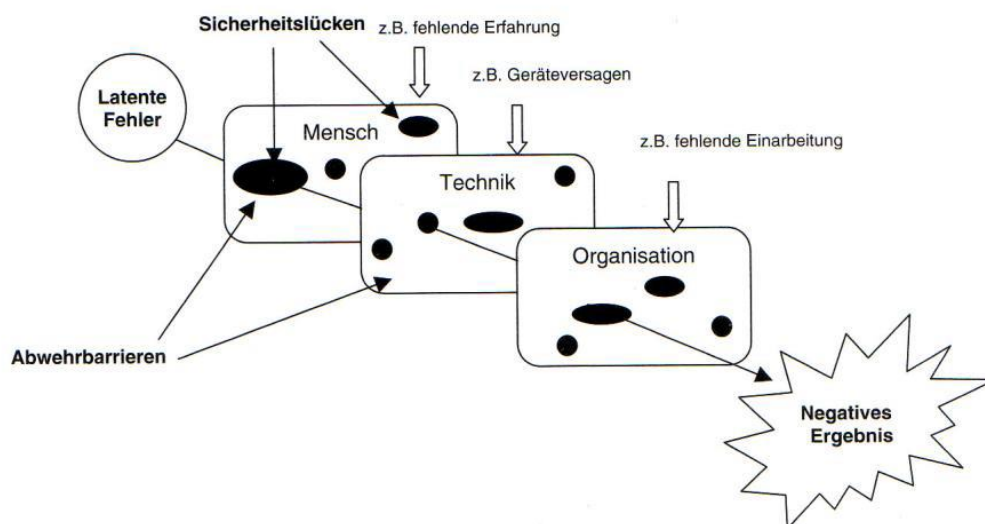 Sicherheitslücken
z.B. fehlende Erfahrung
z.B. Geräteversagen
Latente
Fehler
Mensch
z.B. fehlende Einarbeitung
Technik
Organisation
Abwehrbarrieren
Negatives
Ergebnis